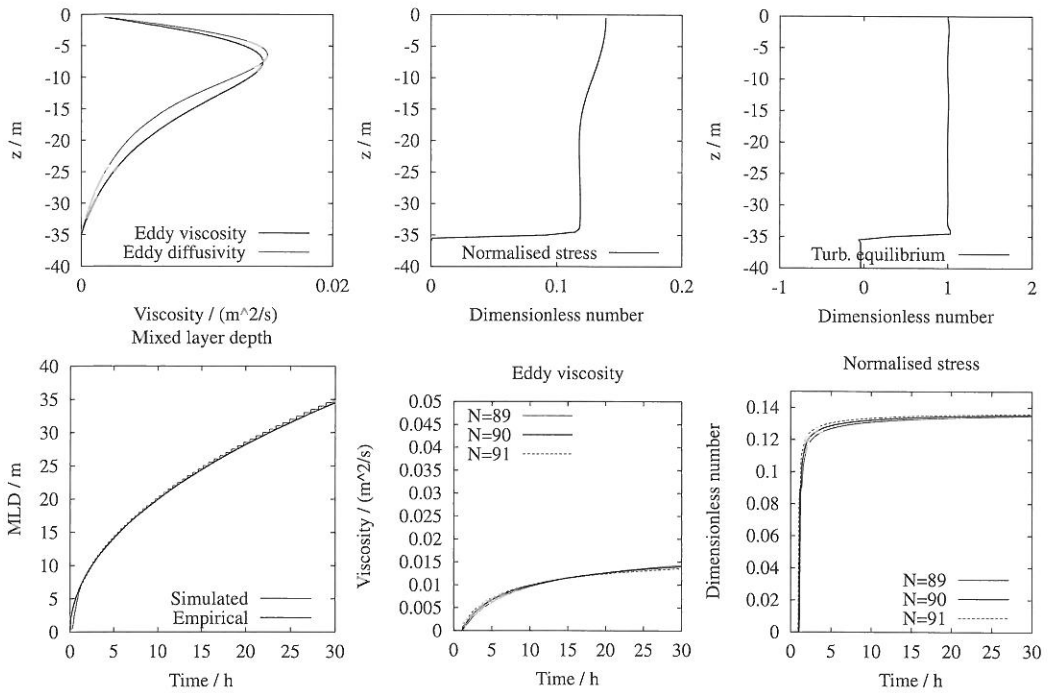 0
-5
-10
-15
-20
-25
-30
-35
-40
z / m
Eddy viscosity
Eddy diffusivity
0 0.02
Viscosity / (m^2/s)
0
-5
-10
-15
-20
-25
-30
-35
-40
z / m
Normalised stress
0 0.1 0.2
Dimensionless number
0
-5
-10
-15
-20
-25
-30
-35
-40
z / m
Turb. equilibrium
-1 0 1 2
Dimensionless number
Mixed layer depth
40
35
30
25
20
15
10
5
0
MLD / m
Simulated
Empirical
0 5 10 15 20 25 30
Time / h
Eddy viscosity
0.05
0.045
0.04
0.035
0.03
0.025
0.02
0.015
0.01
0.005
0
Viscosity / (m^2/s)
N=89
N=90
N=91
0 5 10 15 20 25 30
Time / h
Normalised stress
0.14
0.12
0.1
0.08
0.06
0.04
0.02
0
Dimensionless number
N=89
N=90
N=91
0 5 10 15 20 25 30
Time / h